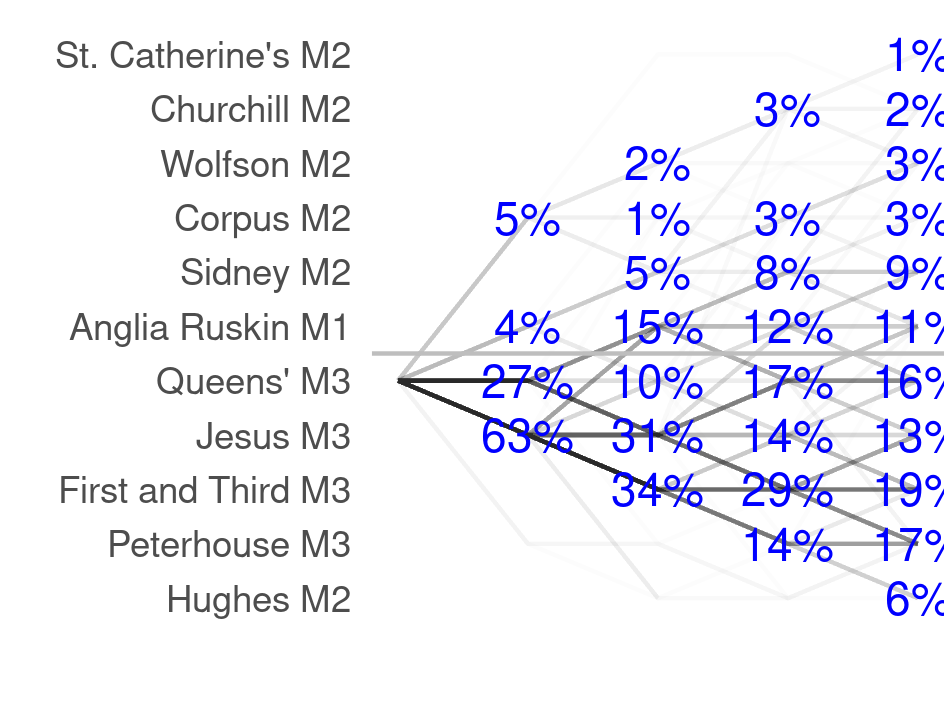 St. Catherine's M2 1%
Churchill M2 3% 2%
Wolfson M2 2% 3%
Corpus M2 5% 1% 3% 3%
Sidney M2 5% 8% 9%
Anglia Ruskin M1 4% 15% 12% 11%
Queens' M3 27% 10% 17% 16%
Jesus M3 63% 31% 14% 13%
First and Third M3 34% 29% 19%
Peterhouse M3 14% 17%
Hughes M2 6%